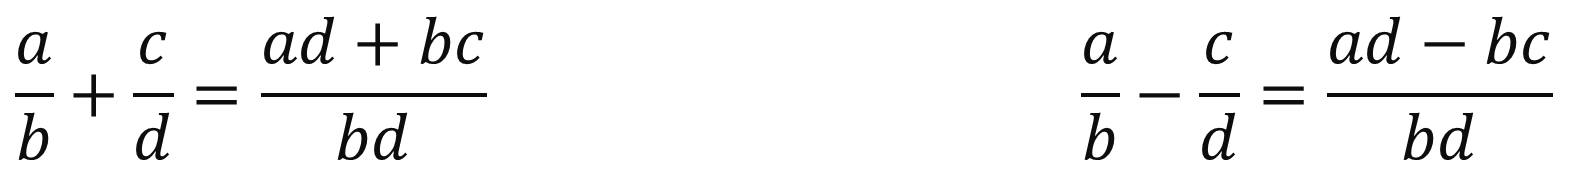 a/b + c/d = (ad + bc)/bd
a/b − c/d = (ad − bc)/bd